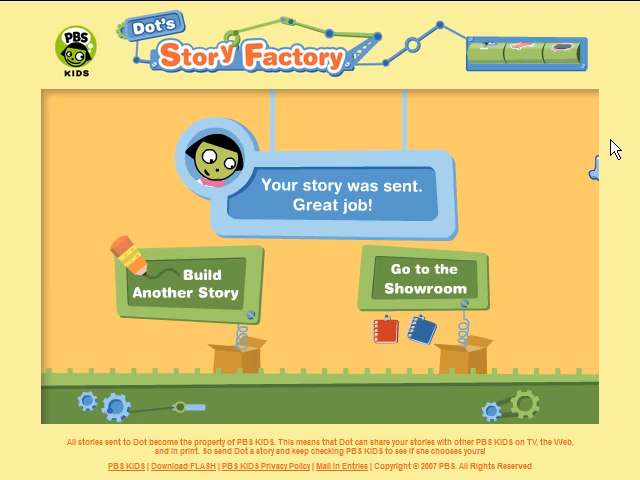 PBS
KIDS
Dot's
Story Factory
Your story was sent.
Great job!
Build
Another Story
Go to the
Showroom
All stories sent to Dot become the property of PBS KIDS. This means that Dot can share your stories with other PBS KIDS on TV, the Web,
and in print. So send Dot a story and keep checking PBS KIDS to see if she chooses yours!
PBS KIDS | Download FLASH | PBS KIDS Privacy Policy | Mail In Entries | Copyright © 2007 PBS. All Rights Reserved